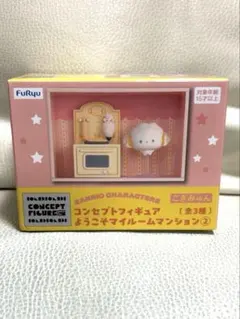 FuRyu
対象年齢
15才以上
SANRIO CHARACTERS
こぎみゅん
CONCEPT
FIGURE
コンセプトフィギュア
ようこそマイルームマンション②
[全3種]